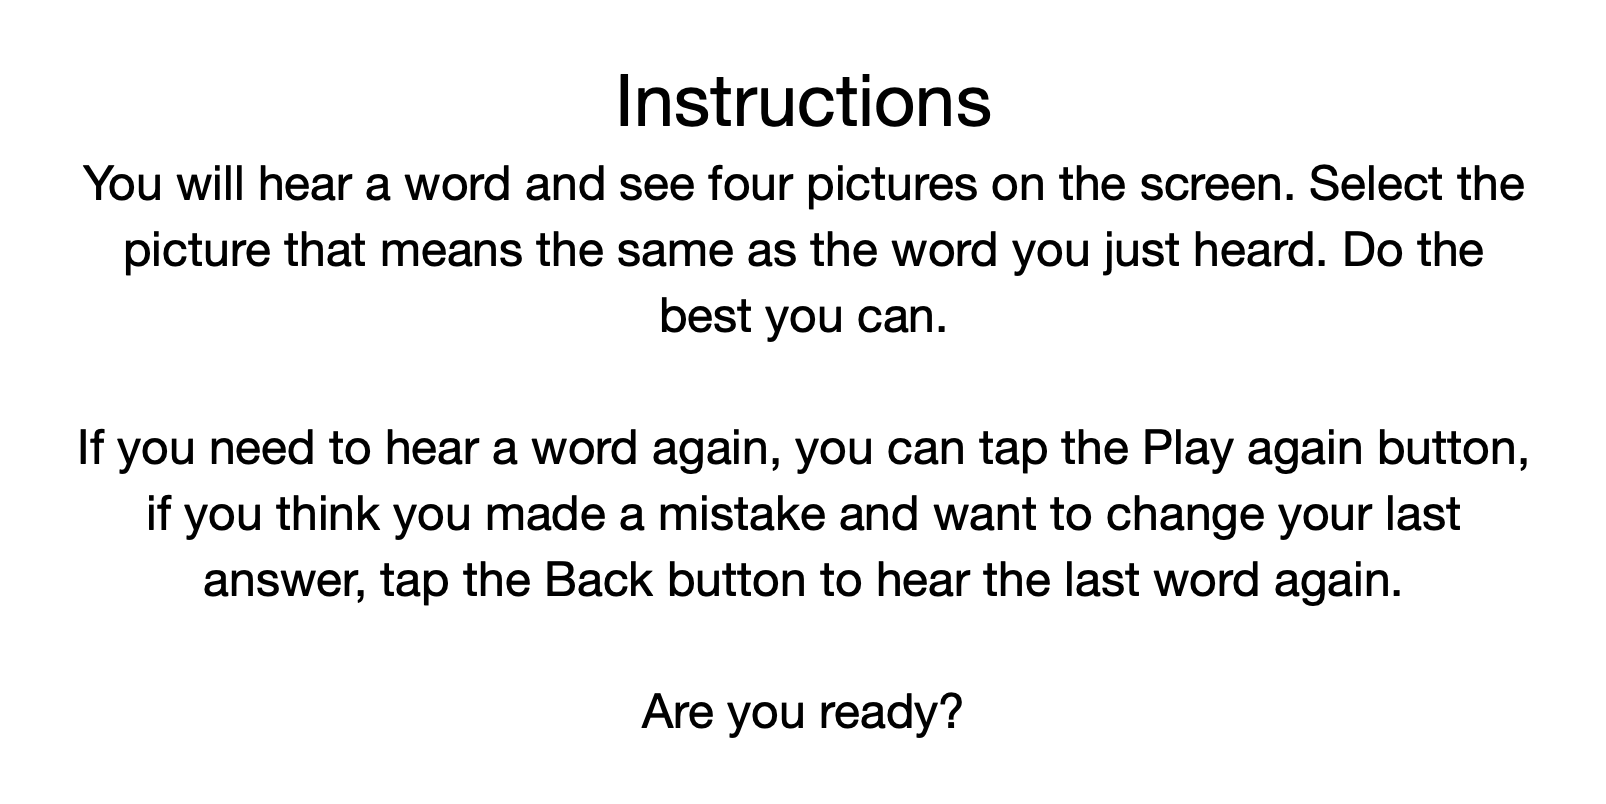 Instructions
You will hear a word and see four pictures on the screen. Select the
picture that means the same as the word you just heard. Do the
best you can.
If you need to hear a word again, you can tap the Play again button,
if you think you made a mistake and want to change your last
answer, tap the Back button to hear the last word again.
Are you ready?